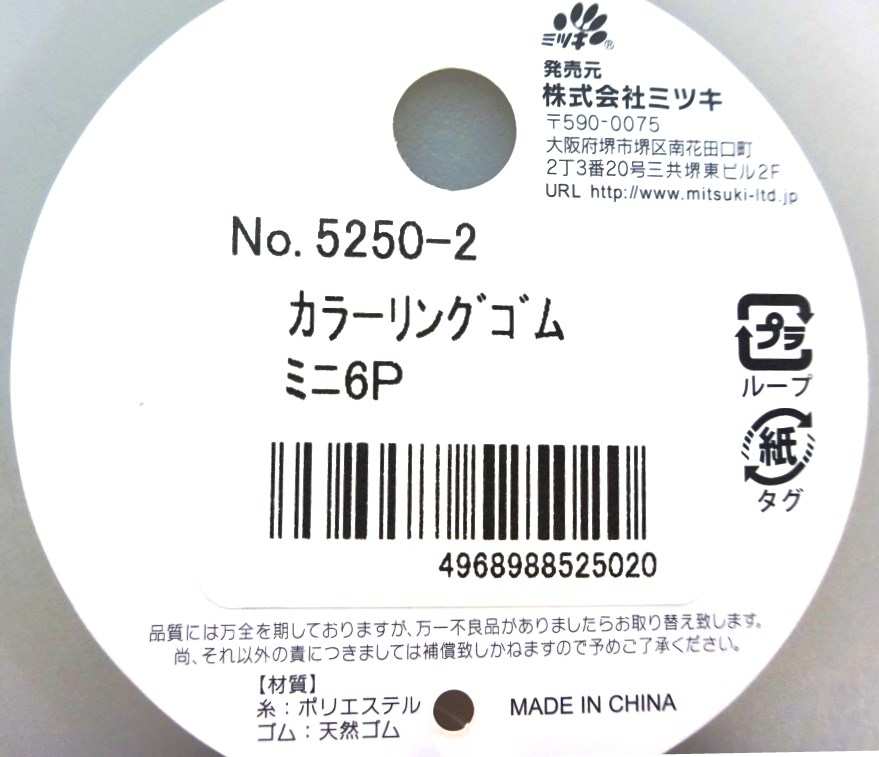 ミツキ®
発売元
株式会社ミツキ
〒590-0075
大阪府堺市堺区南花田口町
2丁3番20号三共堺東ビル2F
URL http://www.mitsuki-ltd.jp
No. 5250-2
カラーリングゴム
ミニ6P
プラ
ループ
紙
タグ
4968988525020
品質には万全を期しておりますが、万一不良品がありましたらお取り替え致します。
尚、それ以外の責につきましては補償致しかねますので予めご了承ください。
【材質】
糸：ポリエステル
ゴム：天然ゴム
MADE IN CHINA